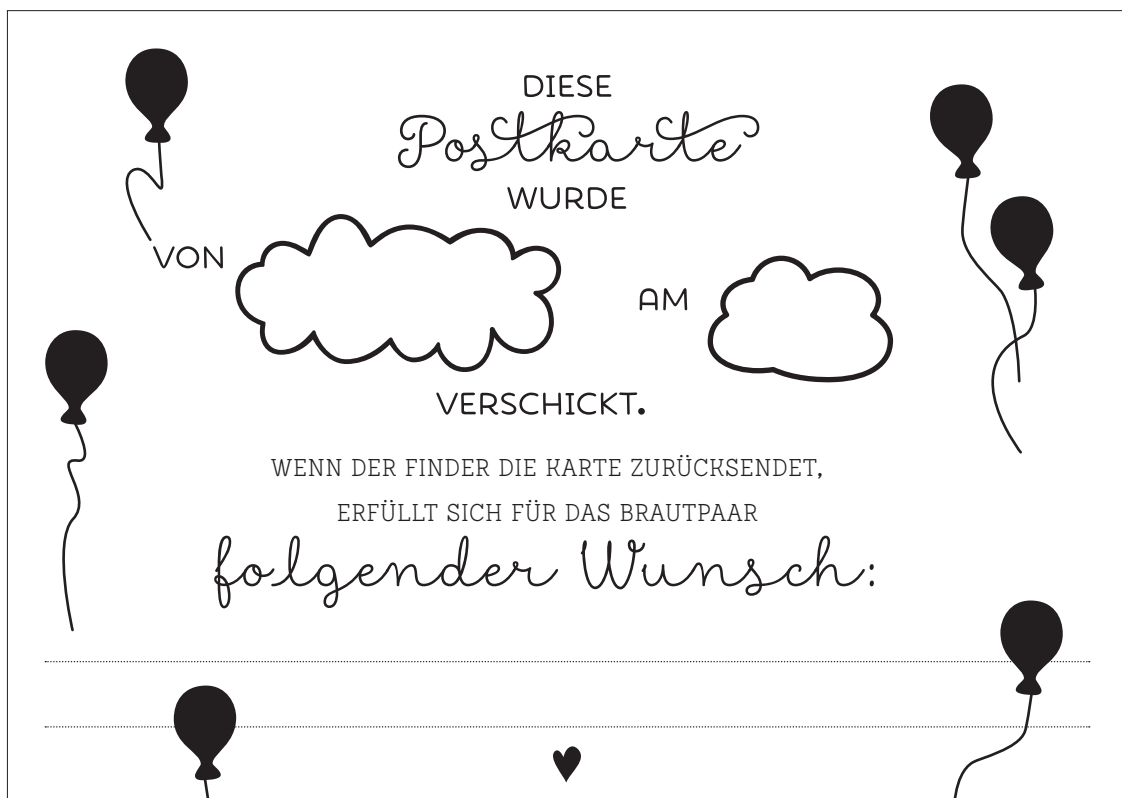 DIESE
Postkarte
WURDE
VON
AM
VERSCHICKT.
WENN DER FINDER DIE KARTE ZURÜCKSENDET,
ERFÜLLT SICH FÜR DAS BRAUTPAAR
folgender Wunsch: